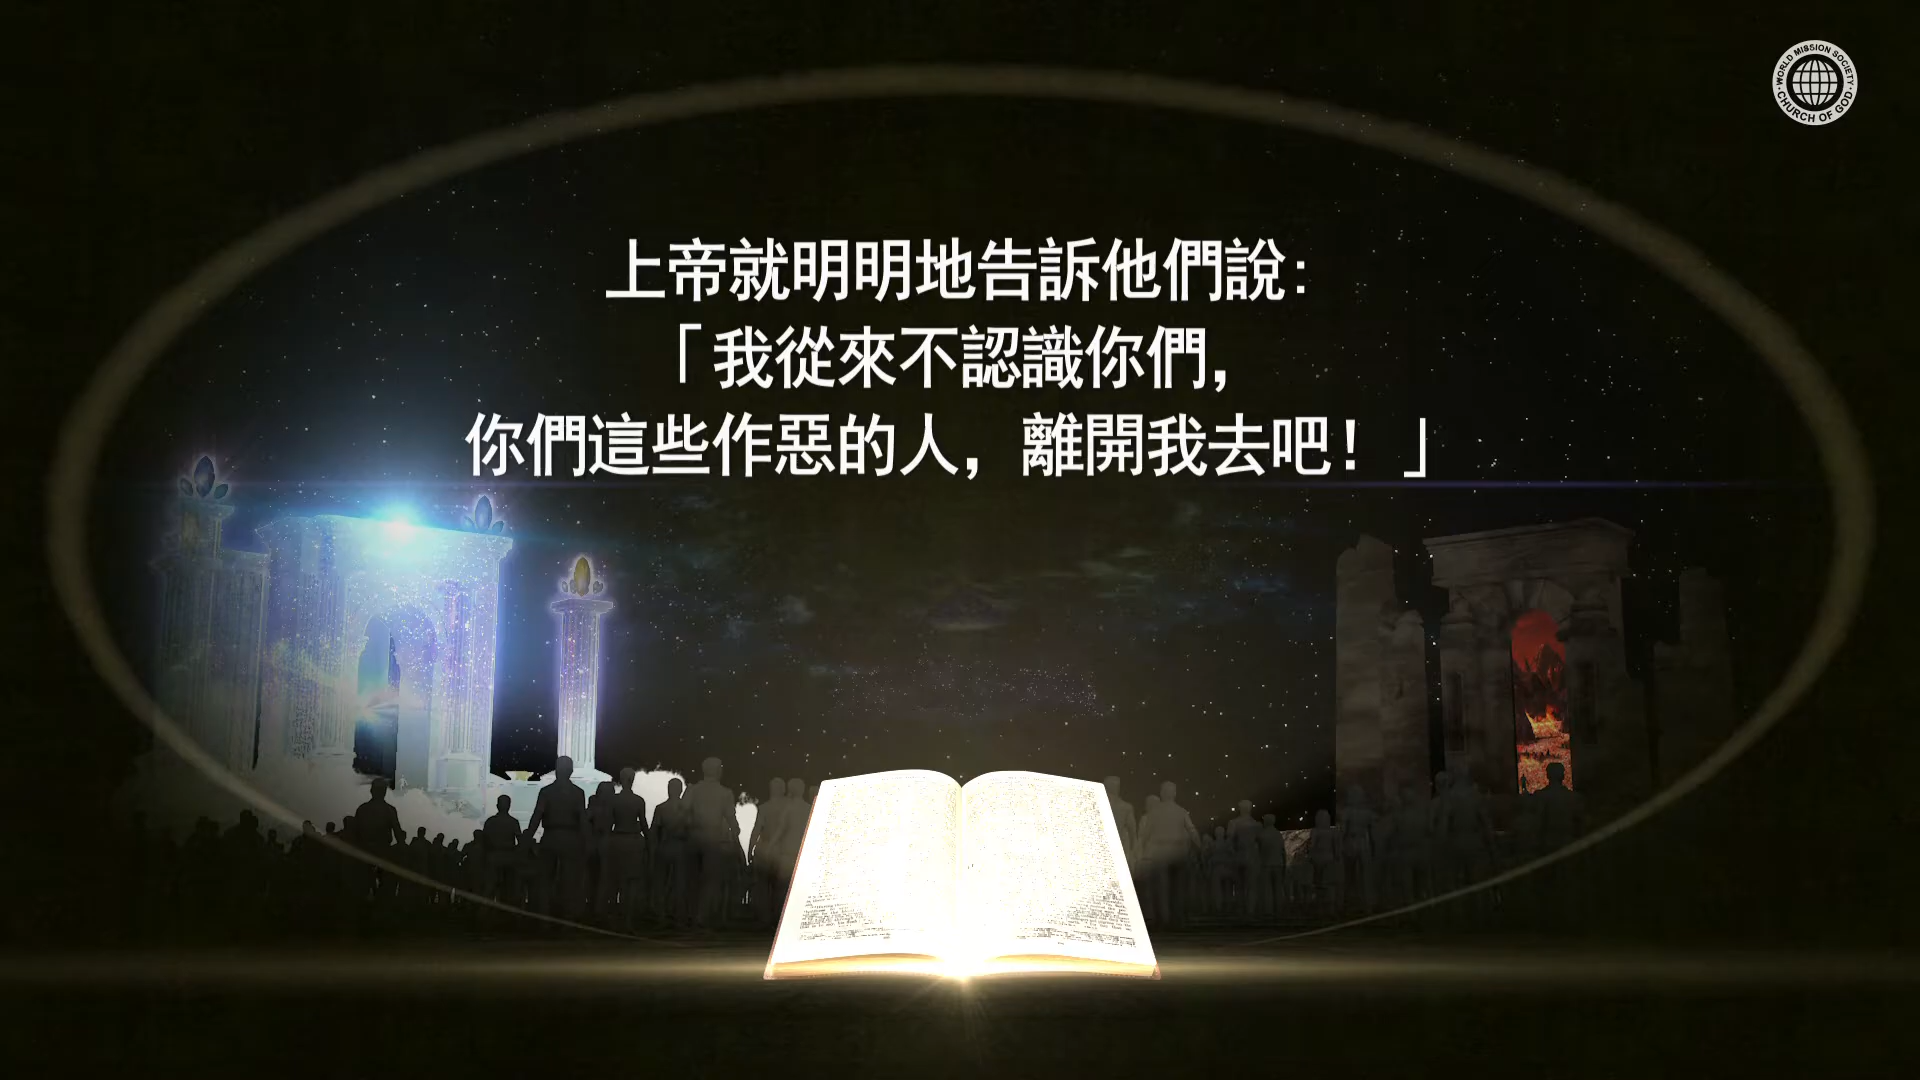 WORLD MISSION SOCIETY
CHURCH OF GOD
上帝就明明地告訴他們說：
「我從來不認識你們，
你們這些作惡的人，離開我去吧！」